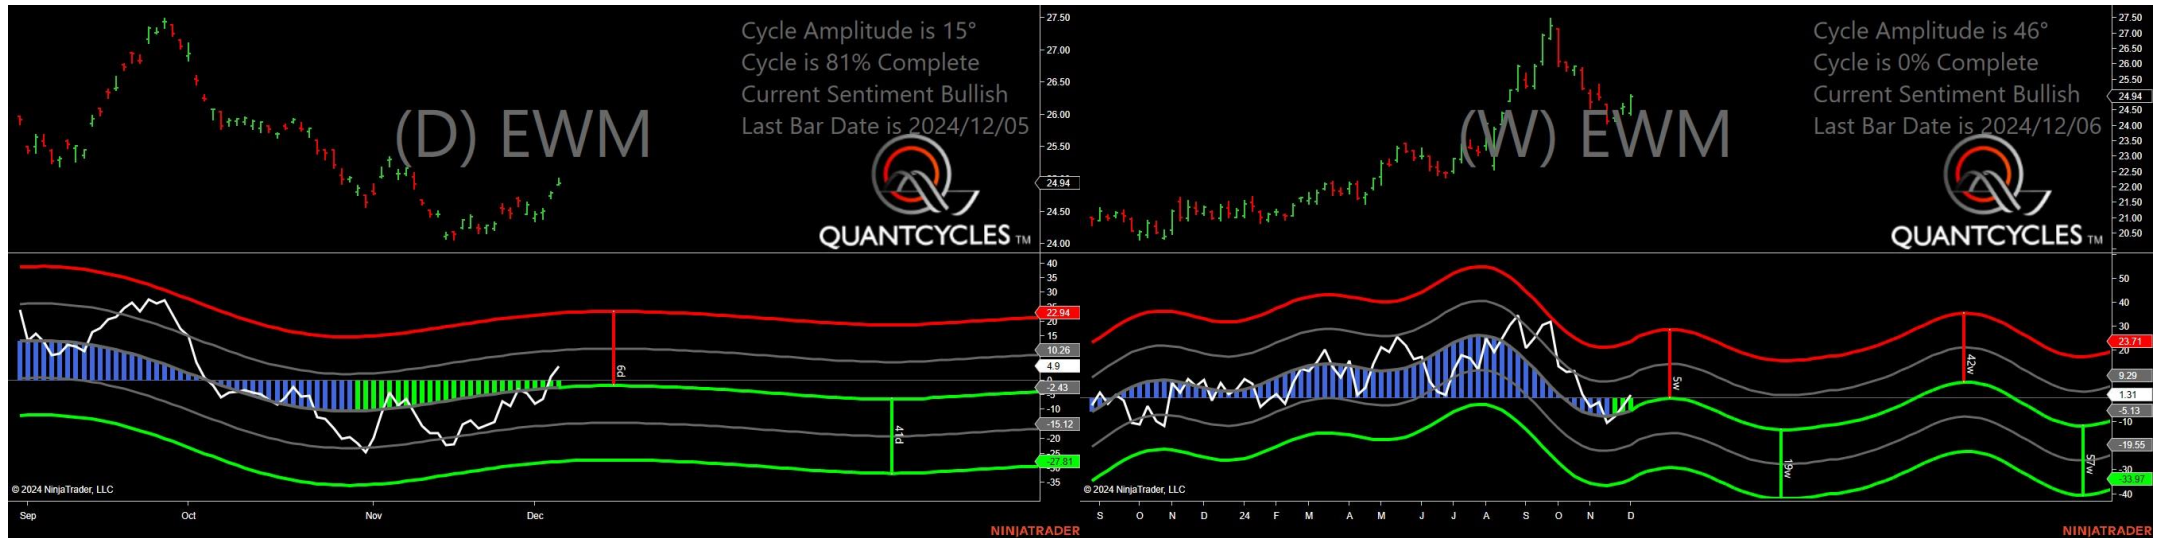 Cycle Amplitude is 15°
Cycle is 81% Complete
Current Sentiment Bullish
Last Bar Date is 2024/12/05
(D) EWM
QUANTCYCLES TM
27.50
27.00
26.50
26.00
25.50
24.94
24.50
24.00
40
35
30
22.94
20
15
10.26
4.9
-2.43
-5
-10
-15.12
-20
-25
-27.81
-35
6d
41d
© 2024 NinjaTrader, LLC
Sep
Oct
Nov
Dec
NINJATRADER
Cycle Amplitude is 46°
Cycle is 0% Complete
Current Sentiment Bullish
Last Bar Date is 2024/12/06
(W) EWM
QUANTCYCLES TM
27.50
27.00
26.50
26.00
25.50
24.94
24.50
24.00
23.50
23.00
22.50
22.00
21.50
21.00
20.50
50
40
30
23.71
20
9.29
1.31
-5.13
-10
-19.55
-30
-33.97
-40
5w
19w
42w
57w
© 2024 NinjaTrader, LLC
S
O
N
D
24
F
M
A
M
J
J
A
S
O
N
D
NINJATRADER